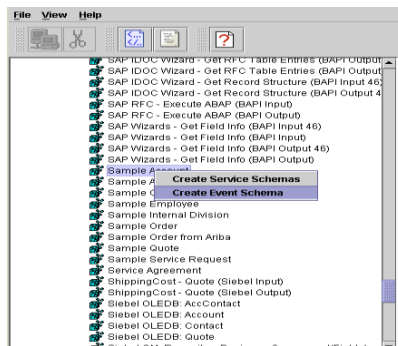 File View Help
SAP IDOC Wizard - Get RFC Table Entries (BAPI Output
SAP IDOC Wizard - Get RFC Table Entries (BAPI Output
SAP IDOC Wizard - Get Record Structure (BAPI Input 46)
SAP IDOC Wizard - Get Record Structure (BAPI Output 4
SAP RFC - Execute ABAP (BAPI Input)
SAP RFC - Execute ABAP (BAPI Output)
SAP Wizards - Get Field Info (BAPI Input 46)
SAP Wizards - Get Field Info (BAPI Input)
SAP Wizards - Get Field Info (BAPI Output 46)
SAP Wizards - Get Field Info (BAPI Output)
Sample Account
Create Service Schemas
Sample A
Create Event Schema
Sample
Sample Employee
Sample Internal Division
Sample Order
Sample Order from Ariba
Sample Quote
Sample Service Request
Service Agreement
ShippingCost - Quote (Siebel Input)
ShippingCost - Quote (Siebel Output)
Siebel OLEDB: AccContact
Siebel OLEDB: Account
Siebel OLEDB: Contact
Siebel OLEDB: Quote